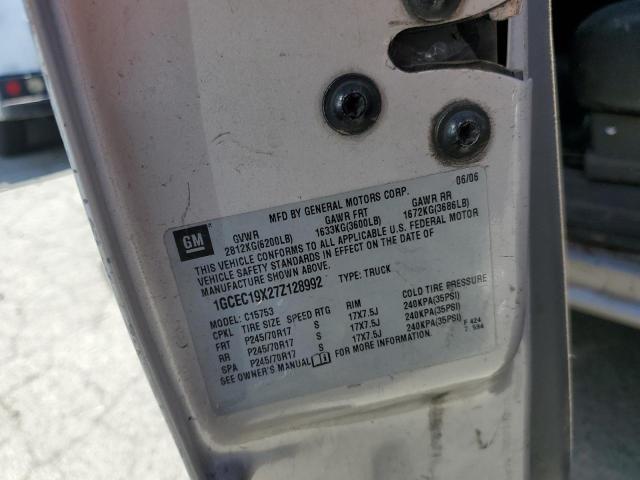 MFD BY GENERAL MOTORS CORP. 06/06
GM
GVWR GAWR FRT GAWR RR
2812KG(6200LB) 1633KG(3600LB) 1672KG(3686LB)
THIS VEHICLE CONFORMS TO ALL APPLICABLE U.S. FEDERAL MOTOR
VEHICLE SAFETY STANDARDS IN EFFECT ON THE DATE OF
MANUFACTURE SHOWN ABOVE.
1GCEC19X27Z128992 TYPE: TRUCK
MODEL: C15753
CPKL TIRE SIZE SPEED RTG RIM COLD TIRE PRESSURE
FRT P245/70R17 S 17X7.5J 240KPA(35PSI)
RR P245/70R17 S 17X7.5J 240KPA(35PSI)
SPA P245/70R17 S 17X7.5J 240KPA(35PSI)
SEE OWNER'S MANUAL FOR MORE INFORMATION. F 424
594